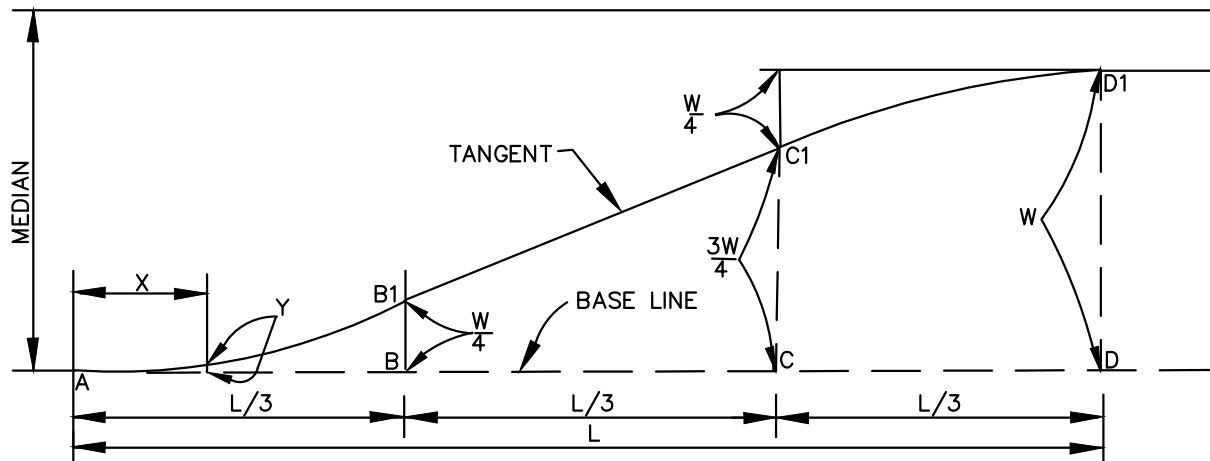 D1
W
4
TANGENT
C1
MEDIAN
W
3W
4
X
B1
Y
BASE LINE
W
4
B
C
D
A
L/3
L/3
L/3
L